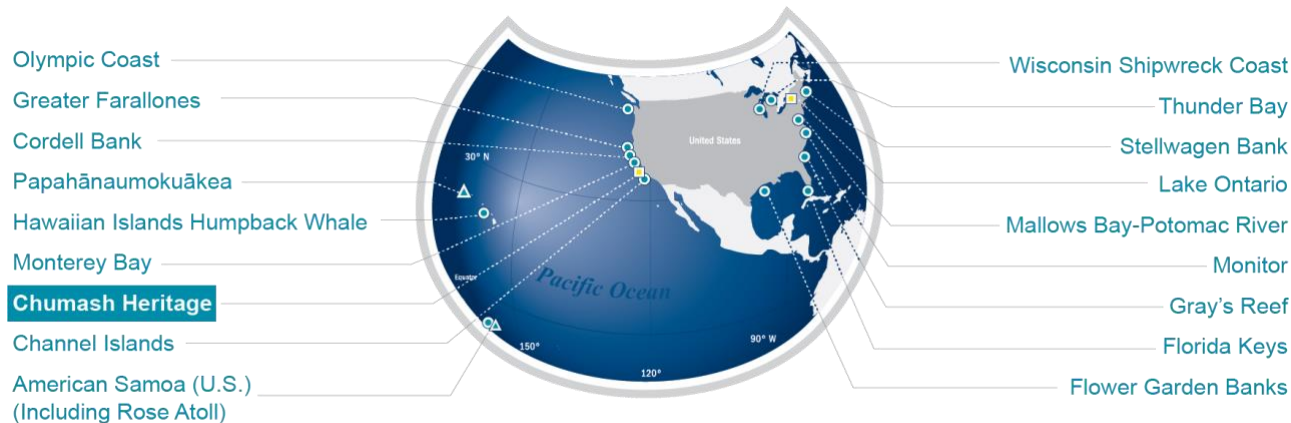 Olympic Coast
Greater Farallones
Cordell Bank
Papahānaumokuākea
Hawaiian Islands Humpback Whale
Monterey Bay
Chumash Heritage
Channel Islands
American Samoa (U.S.)
(Including Rose Atoll)
United States
30° N
Equator
Pacific Ocean
150°
120°
90° W
Wisconsin Shipwreck Coast
Thunder Bay
Stellwagen Bank
Lake Ontario
Mallows Bay-Potomac River
Monitor
Gray's Reef
Florida Keys
Flower Garden Banks